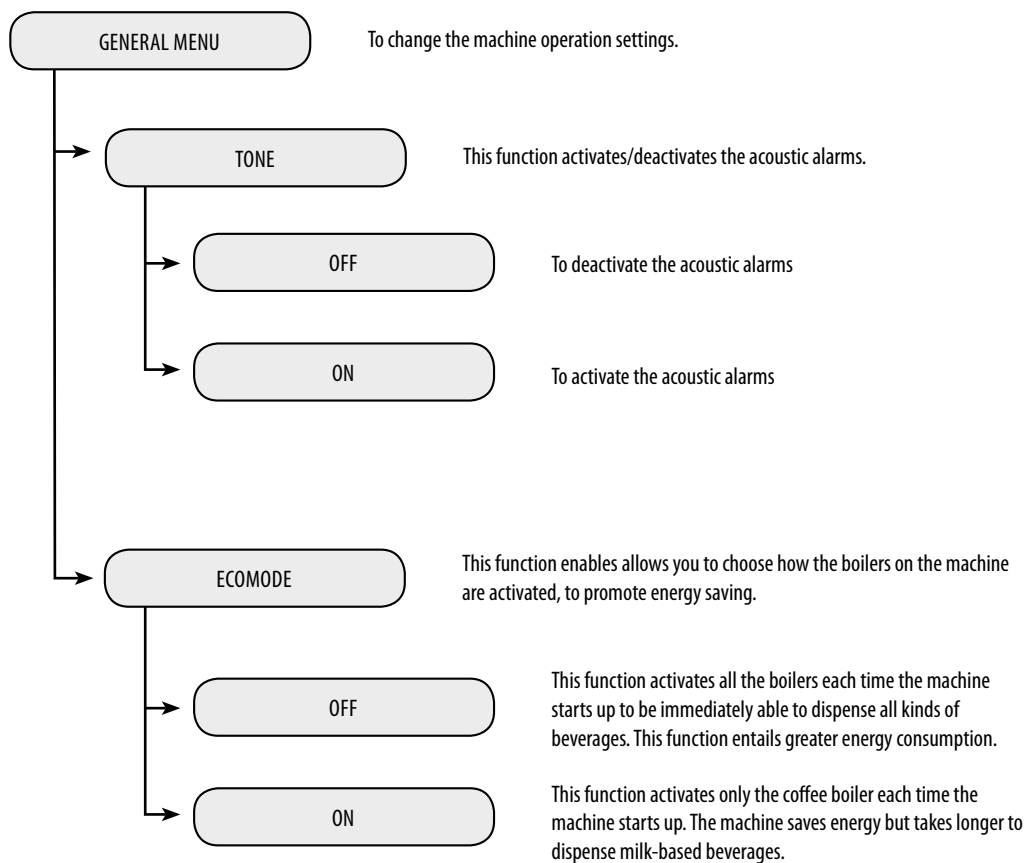 GENERAL MENU
To change the machine operation settings.
TONE
This function activates/deactivates the acoustic alarms.
OFF
To deactivate the acoustic alarms
ON
To activate the acoustic alarms
ECOMODE
This function enables allows you to choose how the boilers on the machine
are activated, to promote energy saving.
OFF
This function activates all the boilers each time the machine
starts up to be immediately able to dispense all kinds of
beverages. This function entails greater energy consumption.
ON
This function activates only the coffee boiler each time the
machine starts up. The machine saves energy but takes longer to
dispense milk-based beverages.